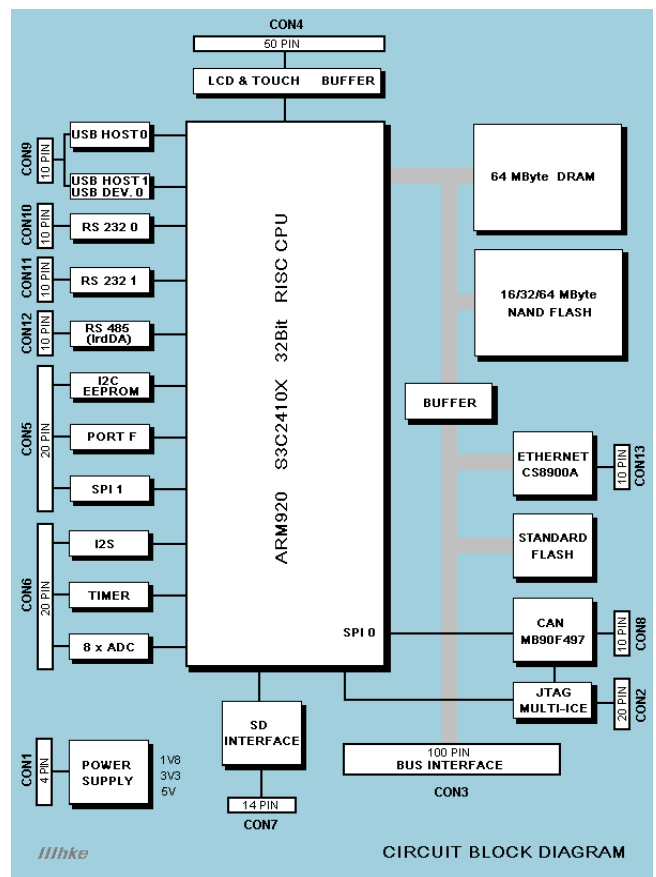 CON4
50 PIN
LCD & TOUCH BUFFER
USB HOST 0
CON9
10 PIN
USB HOST 1
USB DEV. 0
CON10
10 PIN
RS 232 0
CON11
10 PIN
RS 232 1
CON12
10 PIN
RS 485
(IrdDA)
I2C
EEPROM
CON5
20 PIN
PORT F
SPI 1
I2S
CON6
20 PIN
TIMER
8 x ADC
ARM920 S3C2410X 32Bit RISC CPU
SPI 0
64 MByte DRAM
16/32/64 MByte
NAND FLASH
BUFFER
ETHERNET
CS8900A
10 PIN
CON13
STANDARD
FLASH
CAN
MB90F497
10 PIN
CON8
JTAG
MULTI-ICE
20 PIN
CON2
SD
INTERFACE
14 PIN
CON7
100 PIN
BUS INTERFACE
CON3
CON1
4 PIN
POWER
SUPPLY
1V8
3V3
5V
CIRCUIT BLOCK DIAGRAM